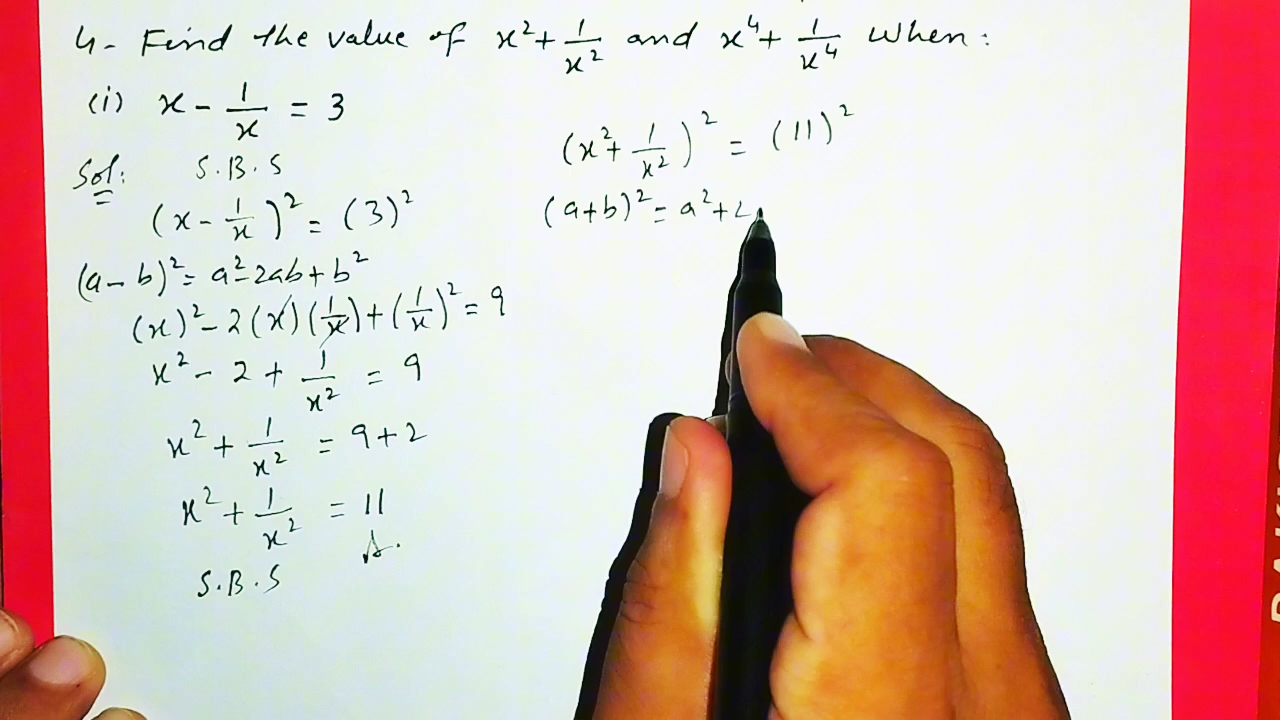 4- Find the value of x²+1/x² and x⁴+1/x⁴ when:
(i) x-1/x = 3
Sol: S.B.S
(x-1/x)² = (3)²
(a-b)² = a²-2ab+b²
(x)²-2(x)(1/x)+(1/x)² = 9
x²-2+1/x² = 9
x²+1/x² = 9+2
x²+1/x² = 11
A.
S.B.S
(x²+1/x²)² = (11)²
(a+b)² = a²+2